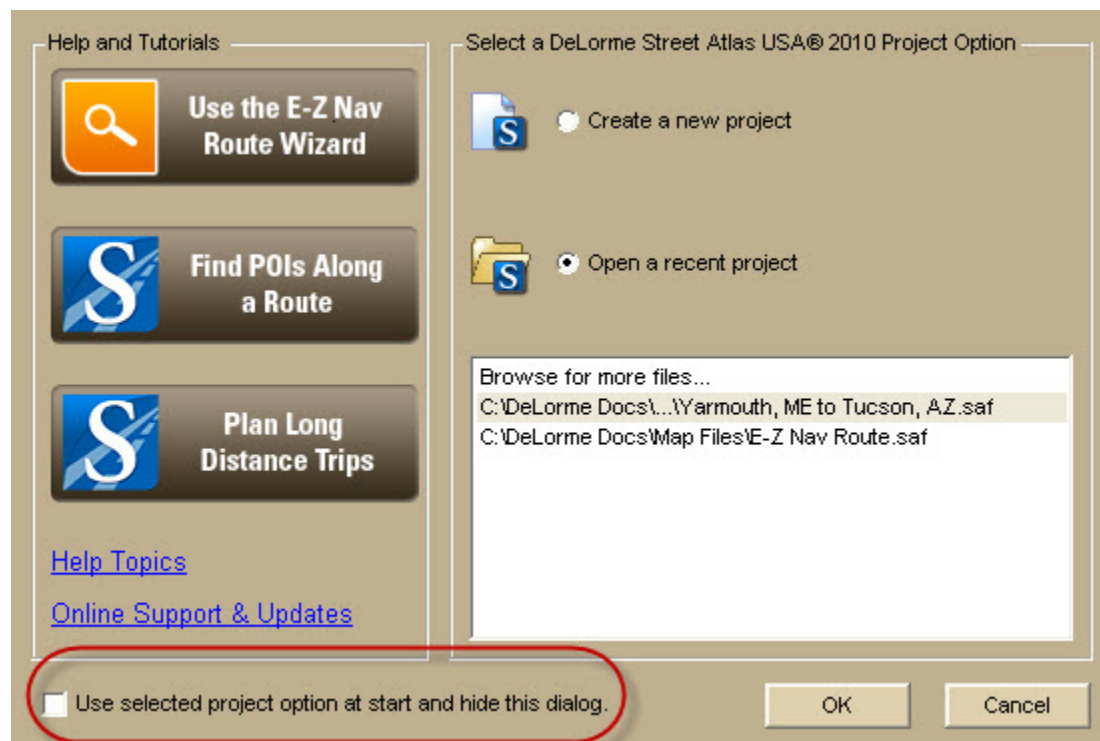 Help and Tutorials
Use the E-Z Nav
Route Wizard
Find POIs Along
a Route
Plan Long
Distance Trips
Help Topics
Online Support & Updates
Select a DeLorme Street Atlas USA® 2010 Project Option
Create a new project
Open a recent project
Browse for more files...
C:\DeLorme Docs\...\Yarmouth, ME to Tucson, AZ.saf
C:\DeLorme Docs\Map Files\E-Z Nav Route.saf
Use selected project option at start and hide this dialog.
OK
Cancel